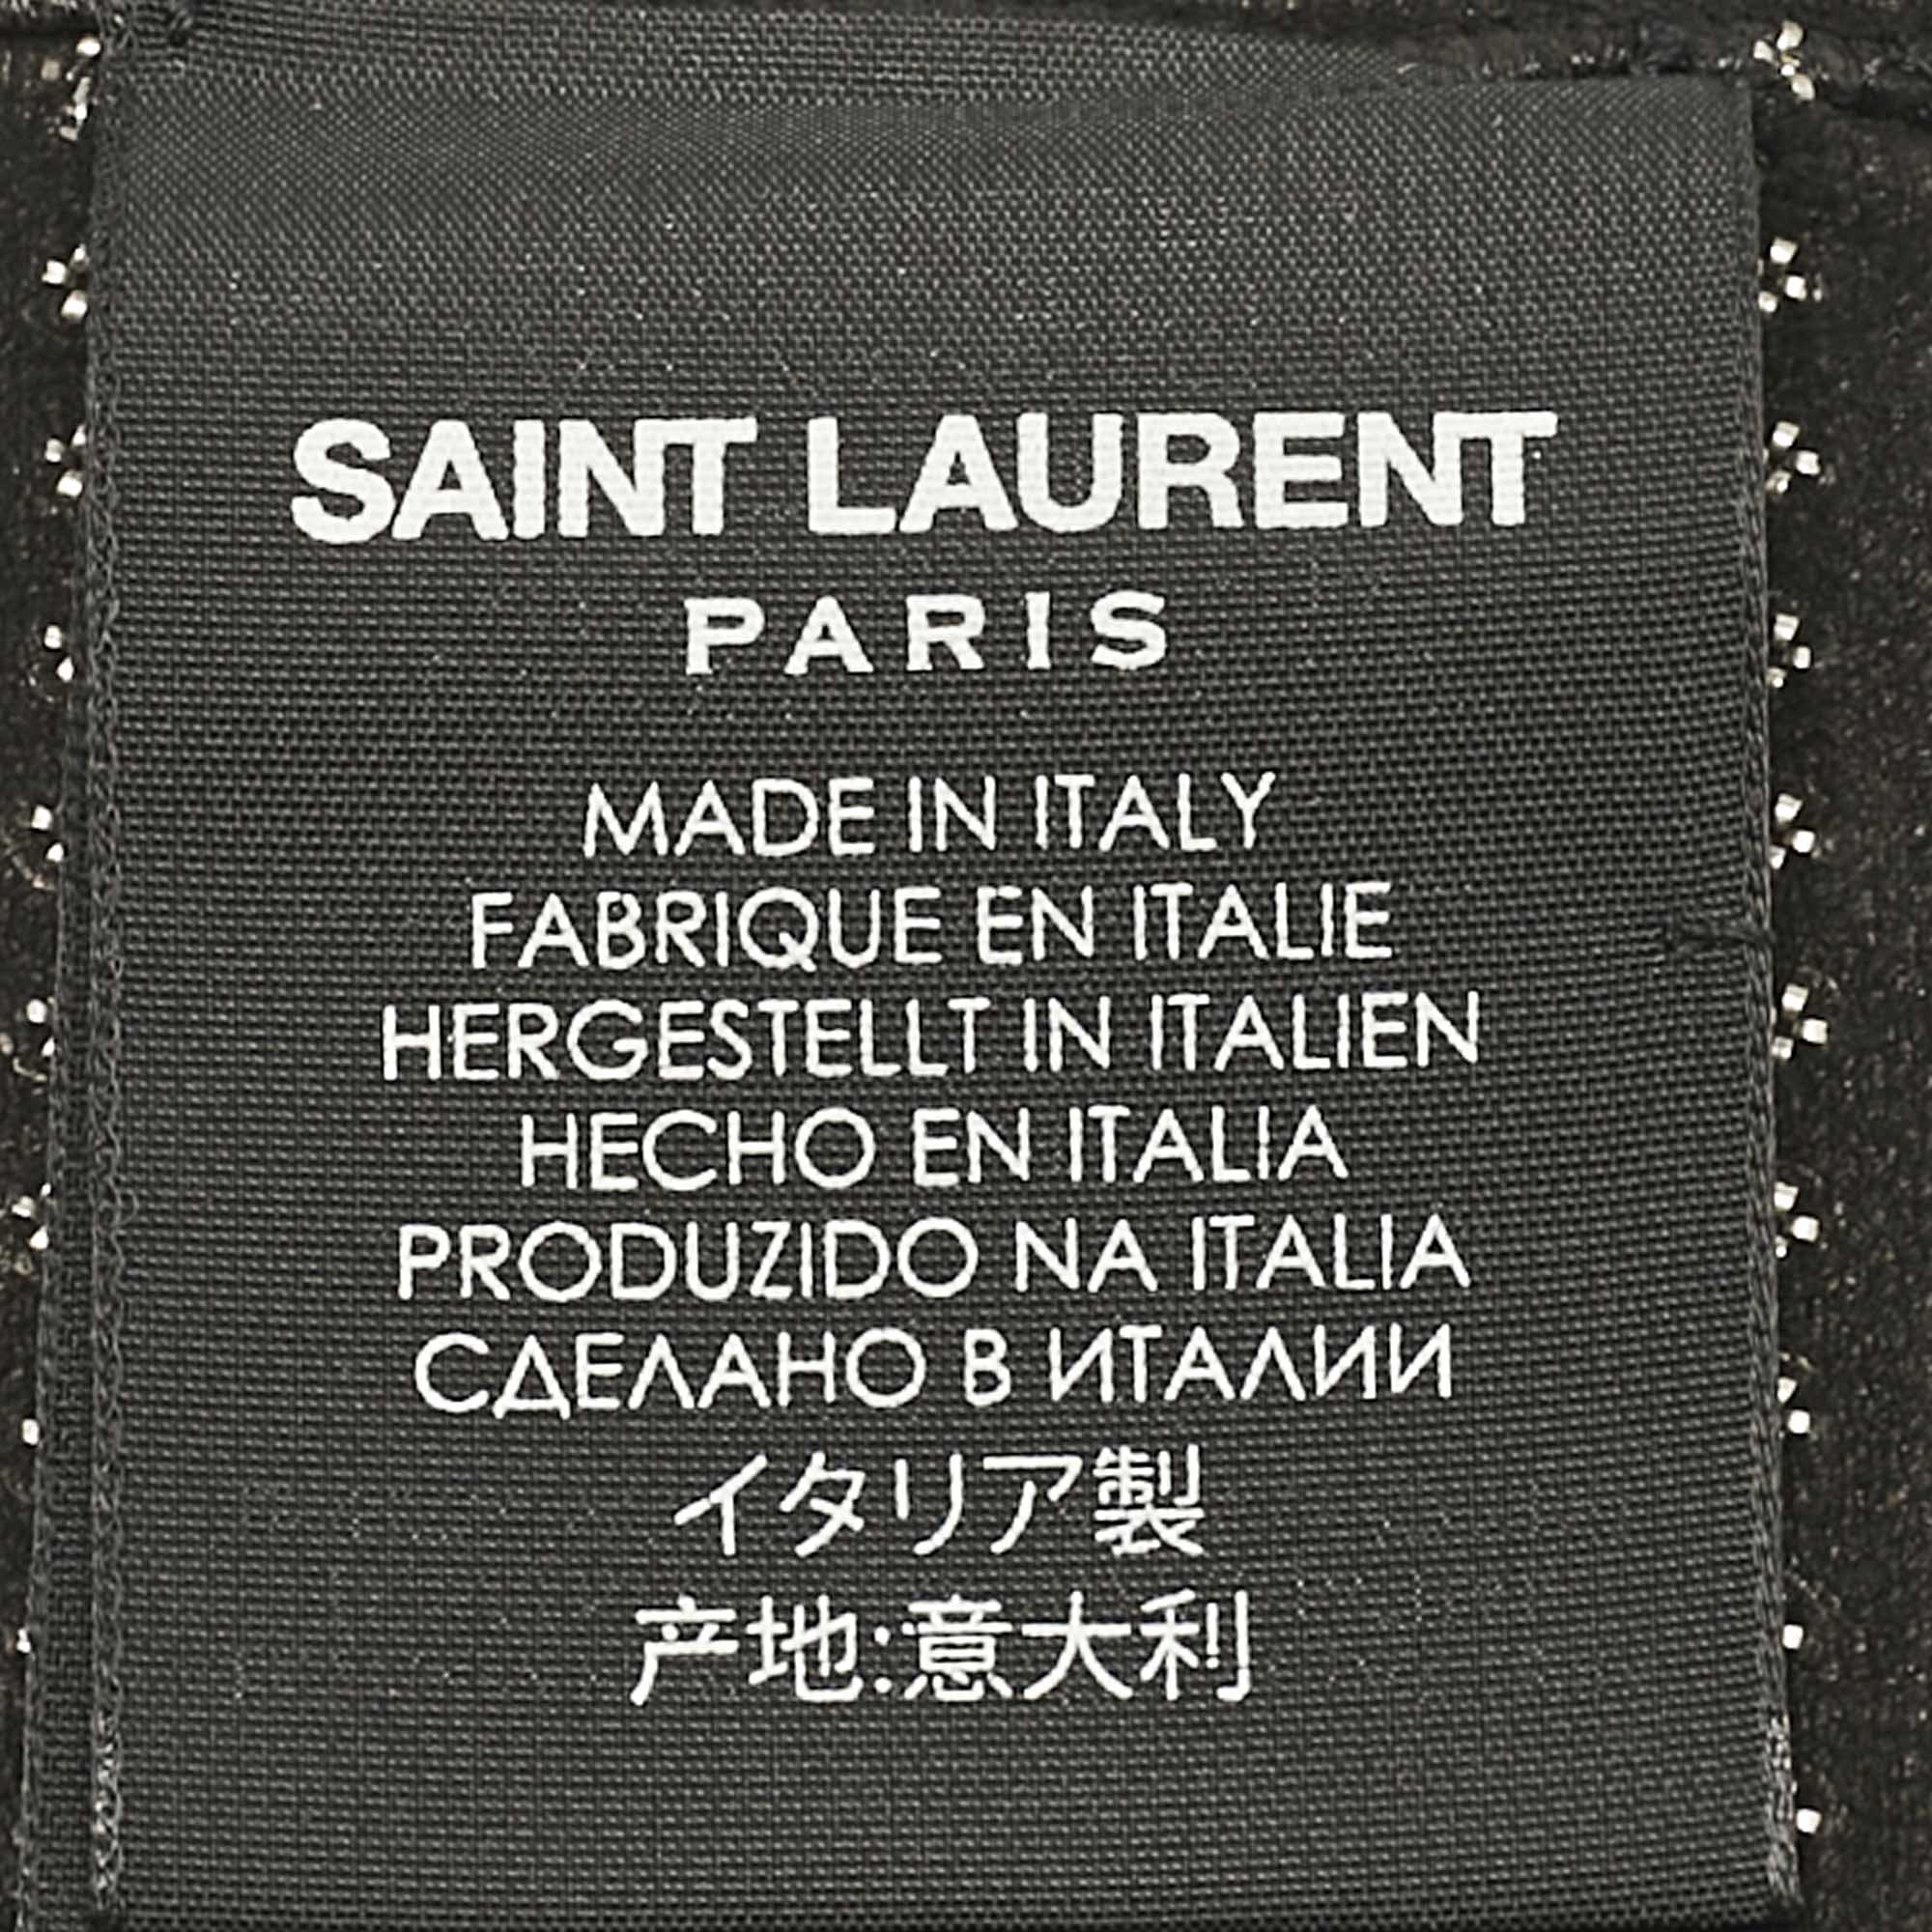 SAINT LAURENT
PARIS
MADE IN ITALY
FABRIQUE EN ITALIE
HERGESTELLT IN ITALIEN
HECHO EN ITALIA
PRODUZIDO NA ITALIA
СДЕЛАНО В ИТАЛИИ
イタリア製
产地:意大利